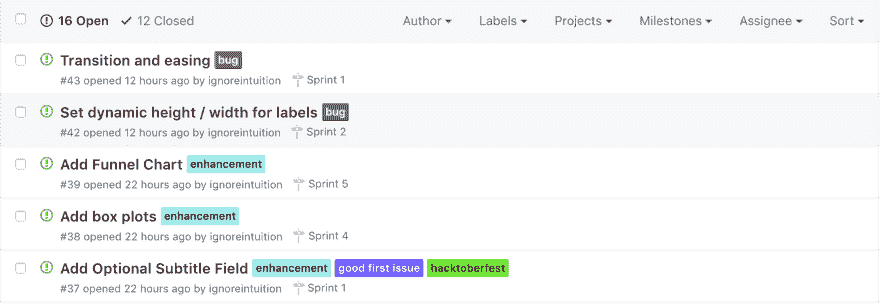 16 Open 12 Closed Author Labels Projects Milestones Assignee Sort
Transition and easing bug
#43 opened 12 hours ago by ignoreintuition Sprint 1
Set dynamic height / width for labels bug
#42 opened 12 hours ago by ignoreintuition Sprint 2
Add Funnel Chart enhancement
#39 opened 22 hours ago by ignoreintuition Sprint 5
Add box plots enhancement
#38 opened 22 hours ago by ignoreintuition Sprint 4
Add Optional Subtitle Field enhancement good first issue hacktoberfest
#37 opened 22 hours ago by ignoreintuition Sprint 1